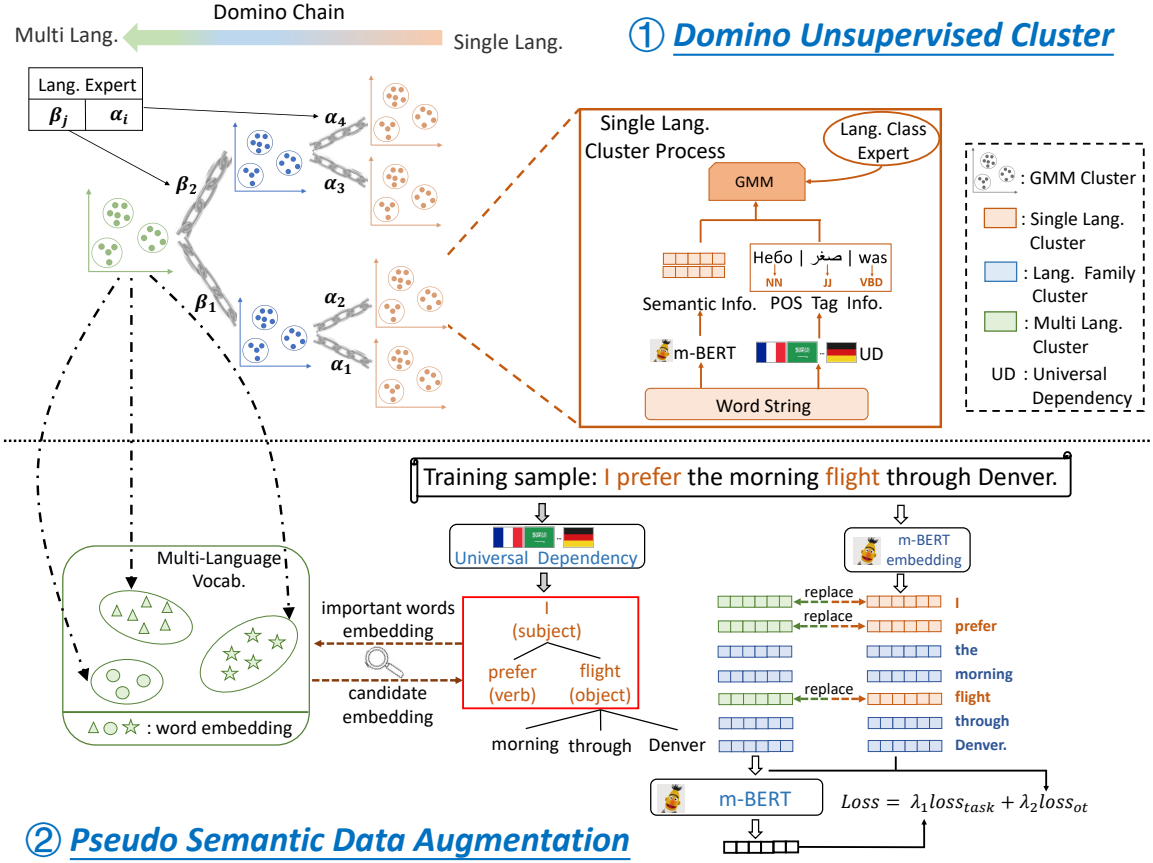 Domino Chain
Multi Lang.
Single Lang.
① Domino Unsupervised Cluster
Lang. Expert
β_j
α_i
α_4
α_3
β_2
β_1
α_2
α_1
Single Lang.
Cluster Process
Lang. Class
Expert
GMM
Небо | صغر | was
NN JJ VBD
Semantic Info.
POS Tag Info.
m-BERT
UD
Word String
: GMM Cluster
: Single Lang.
Cluster
: Lang. Family
Cluster
: Multi Lang.
Cluster
UD : Universal
Dependency
Training sample: I prefer the morning flight through Denver.
Universal Dependency
m-BERT
embedding
Multi-Language
Vocab.
: word embedding
important words
embedding
candidate
embedding
I
(subject)
prefer
(verb)
flight
(object)
morning
through
Denver
replace
I
replace
prefer
the
morning
replace
flight
through
Denver.
m-BERT
Loss = λ_1loss_task + λ_2loss_ot
② Pseudo Semantic Data Augmentation